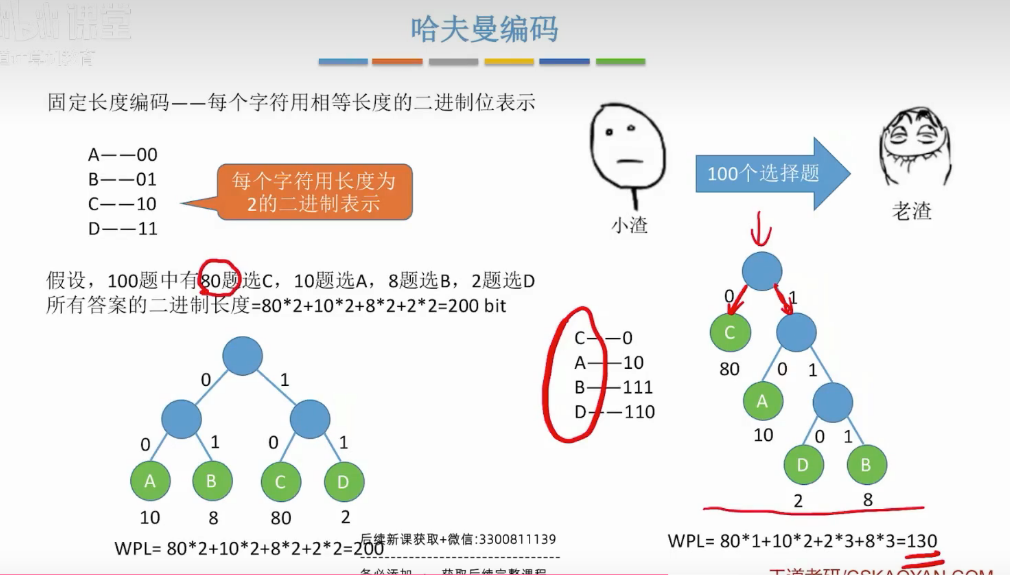 课堂
哈夫曼编码
固定长度编码——每个字符用相等长度的二进制位表示
A——00
B——01
C——10
D——11
每个字符用长度为
2的二进制表示
100个选择题
小渣
老渣
假设，100题中有80题选C，10题选A，8题选B，2题选D
所有答案的二进制长度=80*2+10*2+8*2+2*2=200 bit
0 1
0 1 0 1
A B C D
10 8 80 2
WPL= 80*2+10*2+8*2+2*2=200
C——0
A——10
B——111
D——110
0 1
C
80 0 1
A
10 0 1
D B
2 8
WPL= 80*1+10*2+2*3+8*3=130
后续新课获取+微信:3300811139
务必添加
获取后续完整课程
王道考研/CSKAOYAN.COM